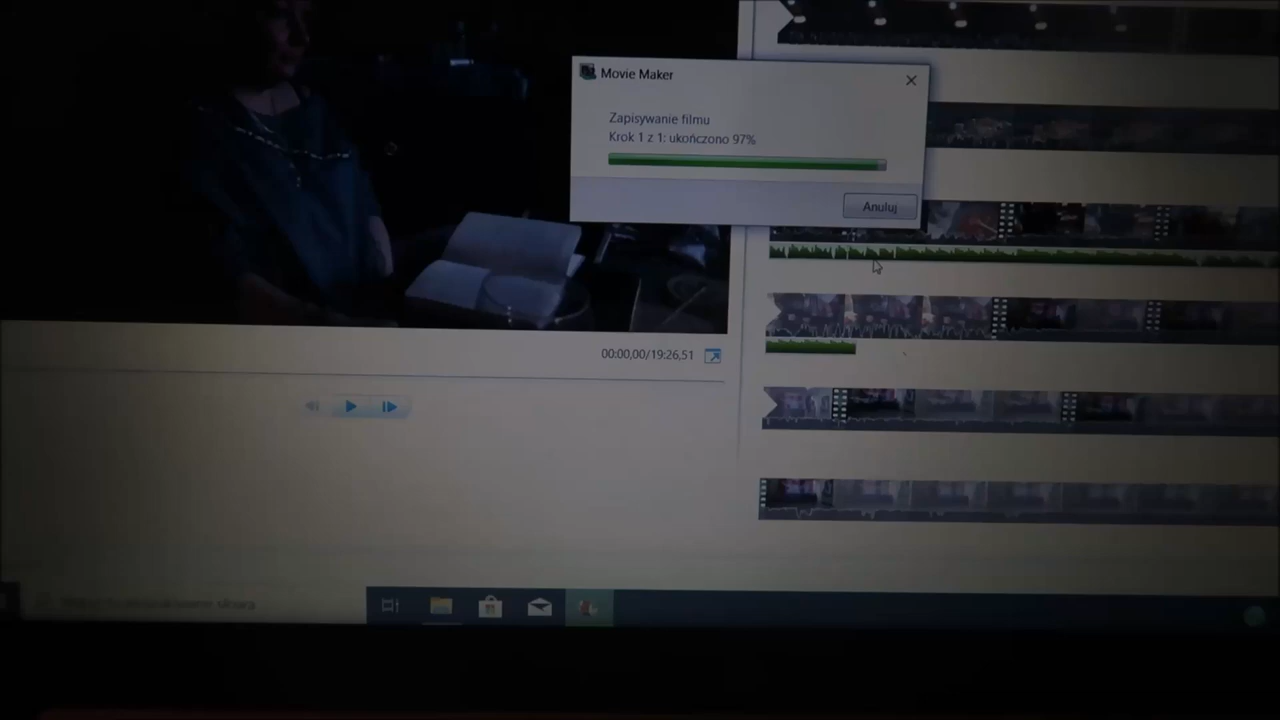 Movie Maker
Zapisywanie filmu
Krok 1 z 1: ukończono 97%
Anuluj
00:00,00/19:26,51